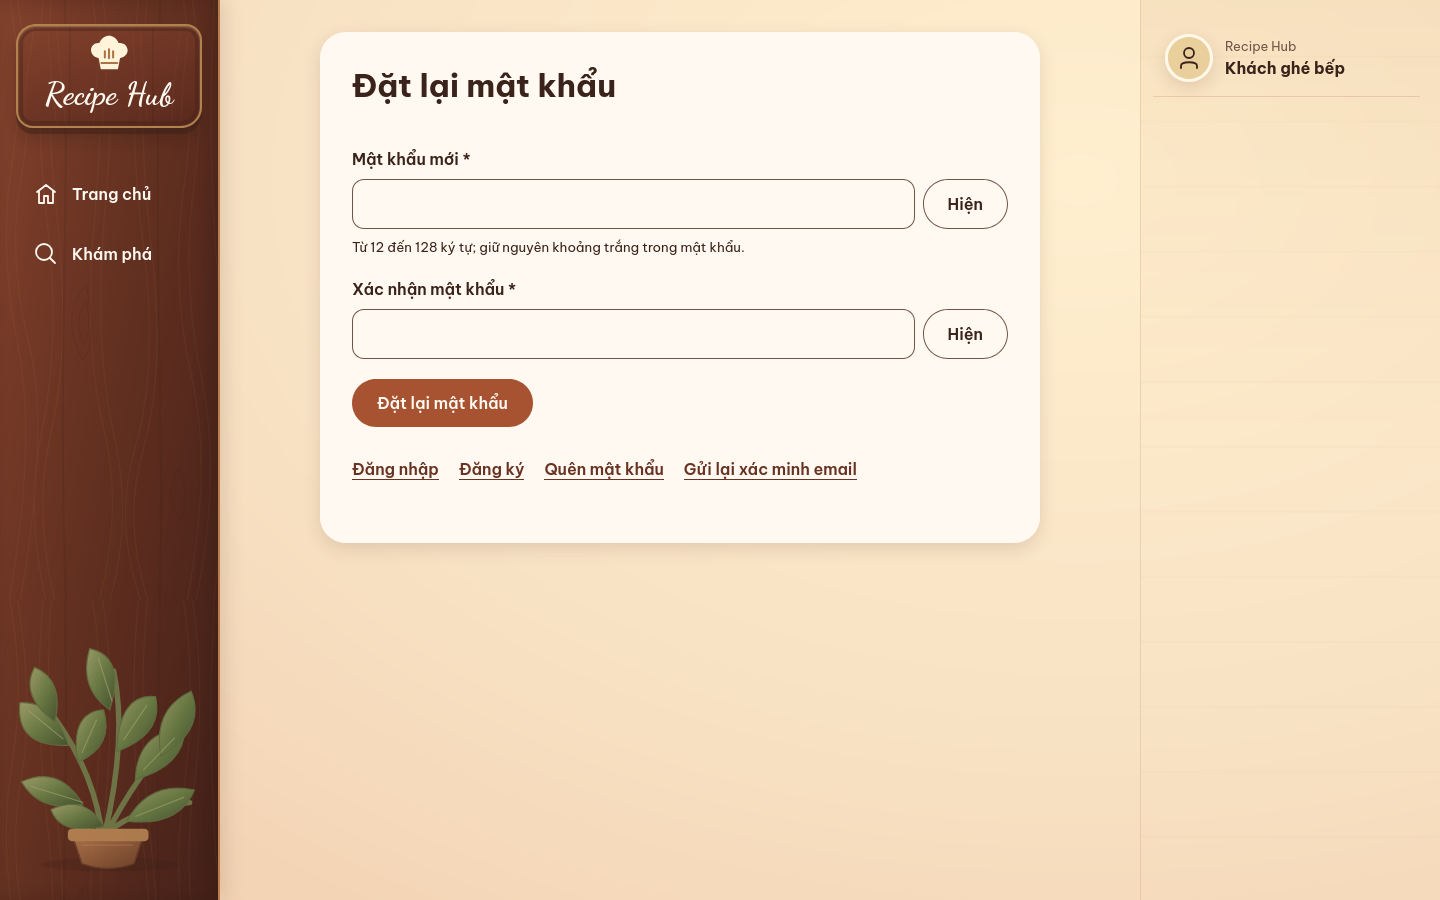 Recipe Hub
Trang chủ
Khám phá
Đặt lại mật khẩu
Mật khẩu mới *
Hiện
Từ 12 đến 128 ký tự; giữ nguyên khoảng trắng trong mật khẩu.
Xác nhận mật khẩu *
Hiện
Đặt lại mật khẩu
Đăng nhập Đăng ký Quên mật khẩu Gửi lại xác minh email
Recipe Hub
Khách ghé bếp